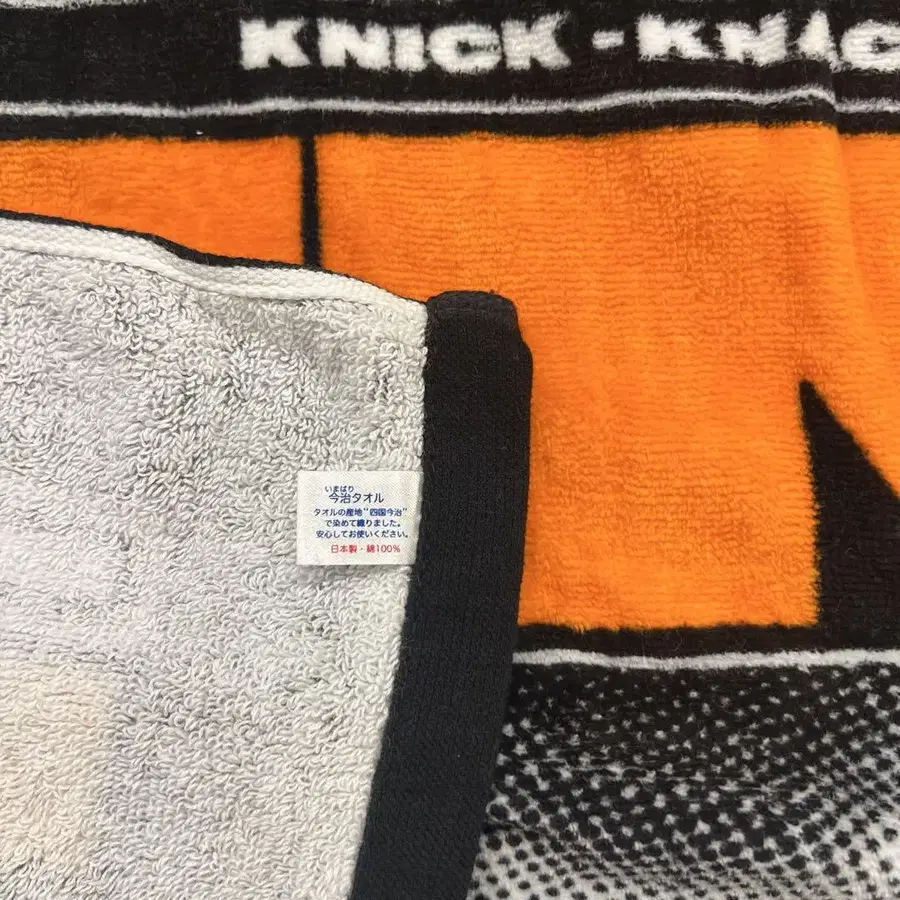 KNICK-KNAC
いまばり
今治タオル
タオルの産地"四国今治"
で染めて織りました。
安心してお使いください。
日本製・綿100%